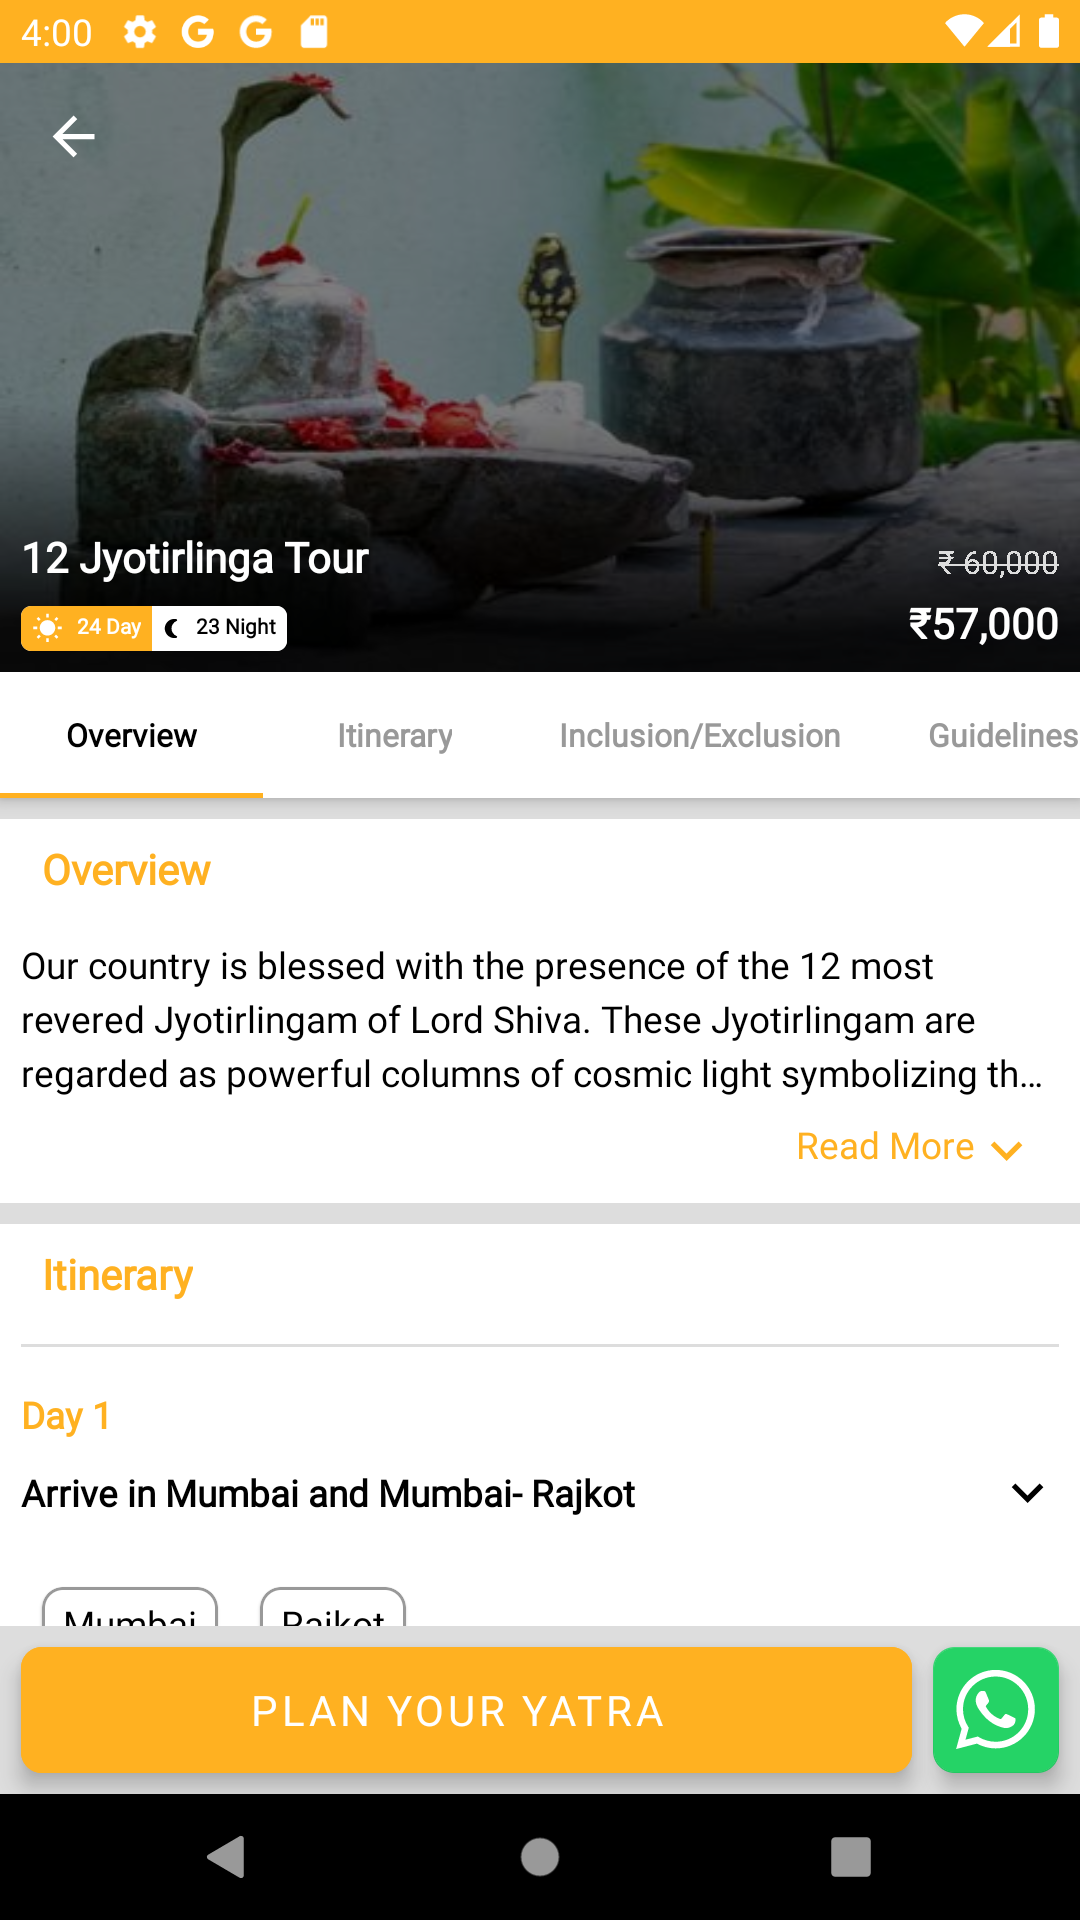 4:00
12 Jyotirlinga Tour
₹ 60,000
24 Day
23 Night
₹57,000
Overview
Itinerary
Inclusion/Exclusion
Guidelines
Overview
Our country is blessed with the presence of the 12 most
revered Jyotirlingam of Lord Shiva. These Jyotirlingam are
regarded as powerful columns of cosmic light symbolizing th...
Read More
Itinerary
Day 1
Arrive in Mumbai and Mumbai- Rajkot
Mumbai
Rajkot
PLAN YOUR YATRA